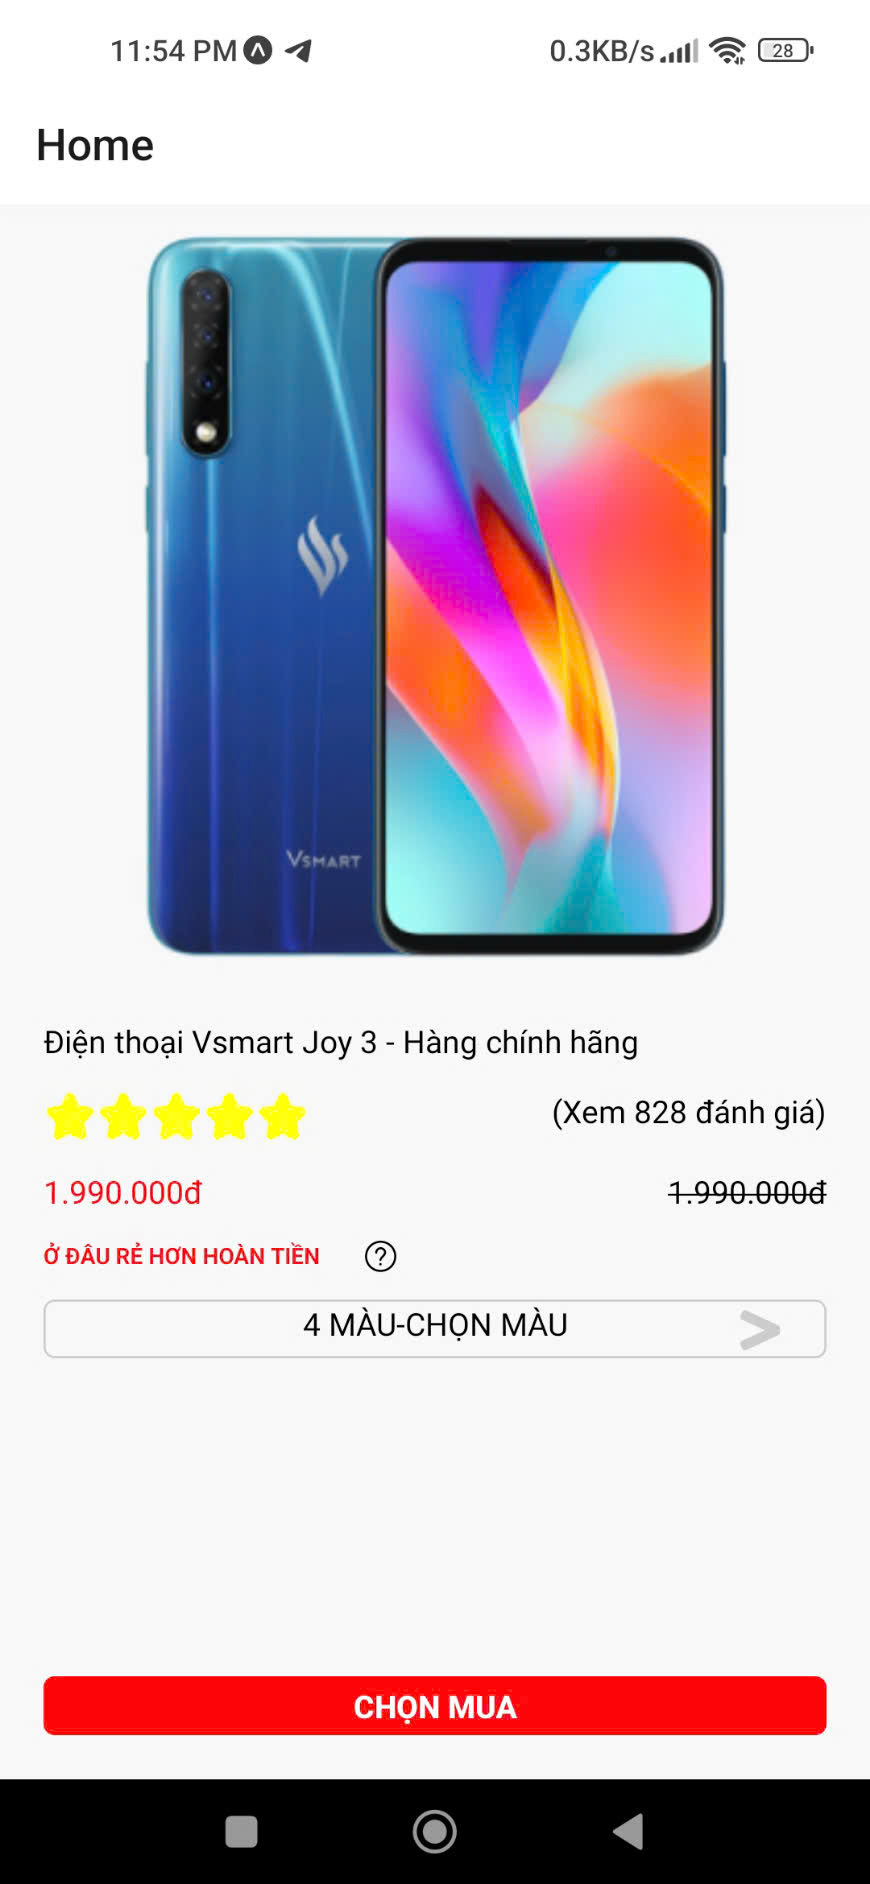 11:54 PM
0.3KB/s
28
Home
VSMART
Điện thoại Vsmart Joy 3 - Hàng chính hãng
(Xem 828 đánh giá)
1.990.000đ
1.990.000đ
Ở ĐÂU RẺ HƠN HOÀN TIỀN
?
4 MÀU-CHỌN MÀU
CHỌN MUA